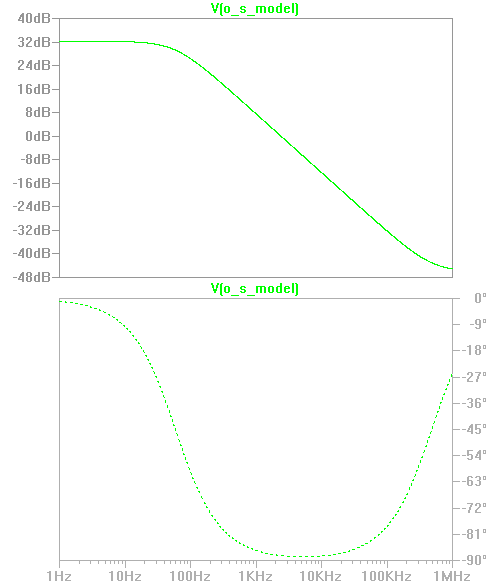 V(o_s_model)
40dB
32dB
24dB
16dB
8dB
0dB
-8dB
-16dB
-24dB
-32dB
-40dB
-48dB
V(o_s_model)
0°
-9°
-18°
-27°
-36°
-45°
-54°
-63°
-72°
-81°
-90°
1Hz 10Hz 100Hz 1KHz 10KHz 100KHz 1MHz